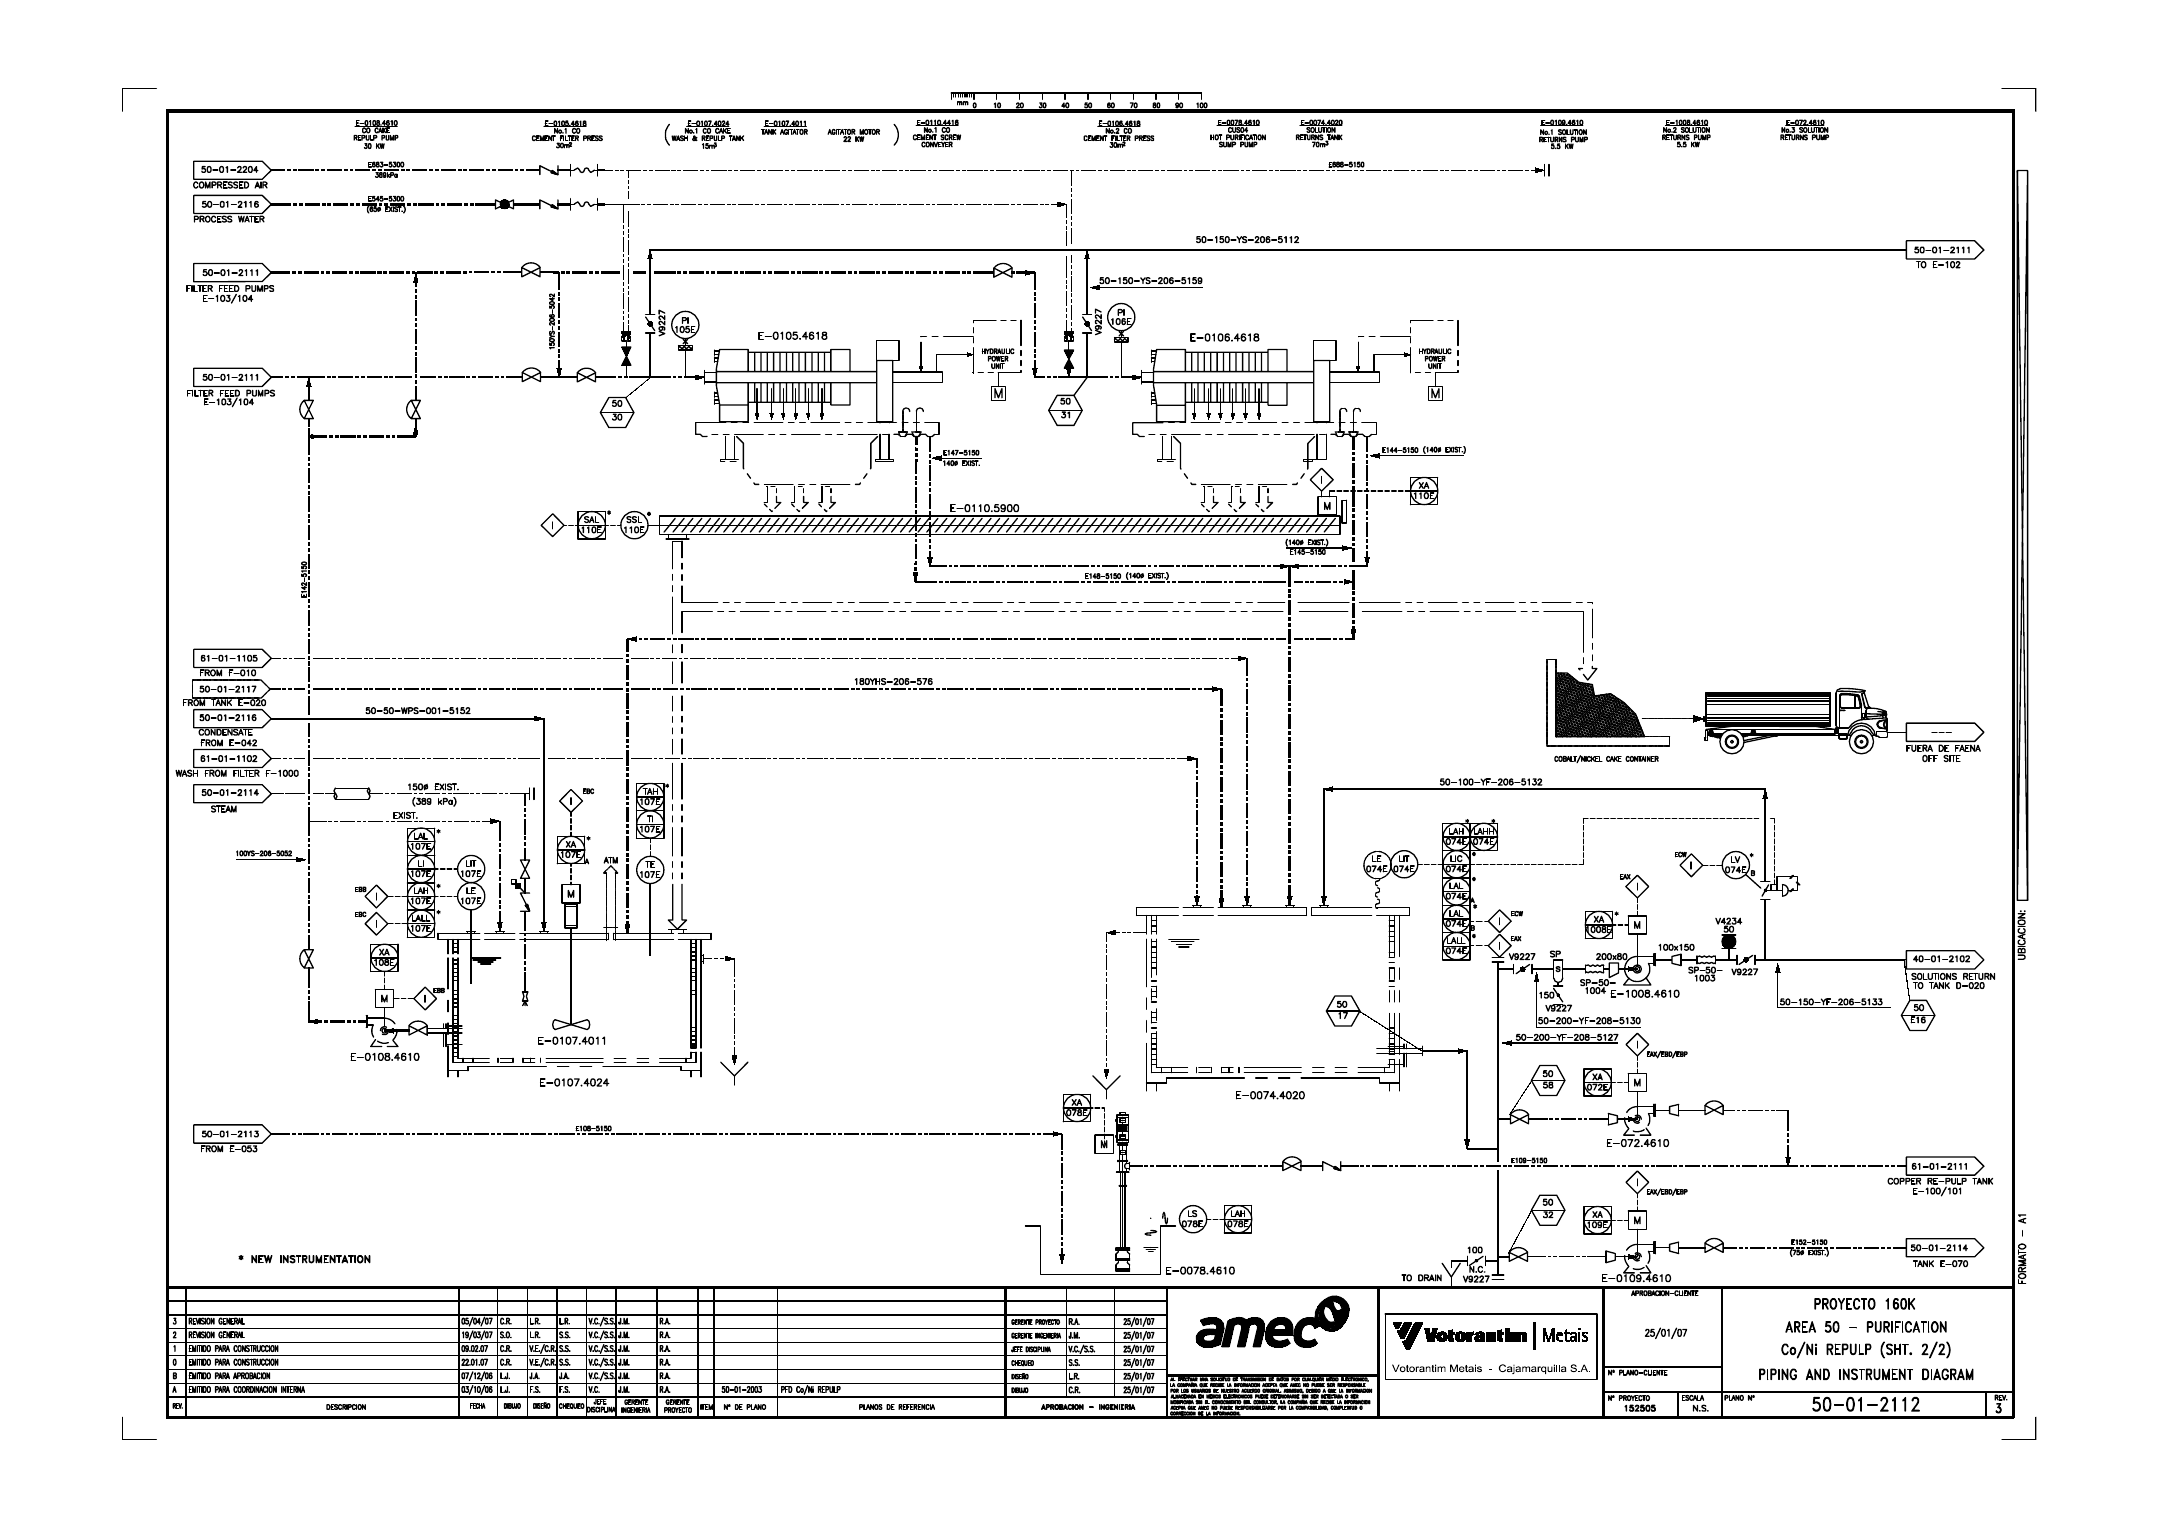 mm 0 10 20 30 40 50 60 70 80 90 100
E-0108.4610
CO CAKE
REPULP PUMP
30 KW
E-0105.4618
No.1 CO
CEMENT FILTER PRESS
30m²
E-0107.4024
No.1 CO CAKE
WASH & REPULP TANK
15m³
E-0107.4011
TANK AGITATOR
AGITATOR MOTOR
22 KW
E-0110.4416
No.1 CO
CEMENT SCREW
CONVEYER
E-0106.4618
No.2 CO
CEMENT FILTER PRESS
30m²
E-0078.4610
CUSO4
HOT PURIFICATION
SUMP PUMP
E-0074.4020
SOLUTION
RETURNS TANK
70m³
E-0109.4610
No.1 SOLUTION
RETURNS PUMP
5.5 KW
E-1008.4610
No.2 SOLUTION
RETURNS PUMP
5.5 KW
E-072.4610
No.3 SOLUTION
RETURNS PUMP
50-01-2204
COMPRESSED AIR
E883-5300
389kPa
E888-5150
50-01-2116
PROCESS WATER
E545-5300
(65ø EXIST.)
50-150-YS-206-5112
50-01-2111
TO E-102
50-01-2111
FILTER FEED PUMPS
E-103/104
150YS-206-5042
V9227
PI
105E
E-0105.4618
HYDRAULIC
POWER
UNIT
M
50-150-YS-206-5159
V9227
PI
106E
E-0106.4618
HYDRAULIC
POWER
UNIT
M
50-01-2111
FILTER FEED PUMPS
E-103/104
50
30
50
31
E147-5150
140ø EXIST.
E144-5150 (140ø EXIST.)
I
SAL
110E
*
SSL
110E
*
E-0110.5900
I
M
XA
110E
(140ø EXIST.)
E145-5150
E148-5150 (140ø EXIST.)
E142-5150
61-01-1105
FROM F-010
50-01-2117
FROM TANK E-020
180YHS-206-576
50-01-2116
CONDENSATE
FROM E-042
50-50-WPS-001-5152
61-01-1102
WASH FROM FILTER F-1000
50-01-2114
STEAM
150ø EXIST.
(389 kPa)
EXIST.
100YS-206-5052
COBALT/NICKEL CAKE CONTAINER
---
FUERA DE FAENA
OFF SITE
LAL
107E
*
LI
107E
LAH
107E
*
LALL
107E
LIT
107E
LE
107E
EBB
I
EBC
I
I
EBC
XA
107E
*
A
M
ATM
TAH
107E
*
TI
107E
TE
107E
XA
108E
M
I
EBB
E-0108.4610
E-0107.4011
E-0107.4024
50-100-YF-206-5132
LE
074E
LIT
074E
LAH
074E
*
LAHH
074E
*
LIC
074E
*
LAL
074E
*
A
LAL
074E
*
B
LALL
074E
*
I
ECW
I
EAX
ECW
I
LV
074E
*
B
EAX
I
XA
1008E
*
M
V9227
SP
S
150
V9227
200x80
SP-50-
1004
E-1008.4610
100x150
SP-50-
1003
V4234
50
V9227
50-150-YF-206-5133
40-01-2102
SOLUTIONS RETURN
TO TANK D-020
50
E16
50-200-YF-208-5130
50-200-YF-208-5127
50
17
E-0074.4020
50
58
I
EAX/EBD/EBP
XA
072E
M
E-072.4610
50-01-2113
FROM E-053
E108-5150
XA
078E
M
E109-5150
61-01-2111
COPPER RE-PULP TANK
E-100/101
LS
078E
LAH
078E
E-0078.4610
50
32
I
EAX/EBD/EBP
XA
109E
M
E-0109.4610
E152-5150
(75ø EXIST.)
50-01-2114
TANK E-070
TO DRAIN
100
N.C.
V9227
* NEW INSTRUMENTATION
UBICACION:
FORMATO - A1
3 REVISION GENERAL 05/04/07 C.R. L.R. L.R. V.C./S.S. J.M. R.A.
2 REVISION GENERAL 19/03/07 S.O. L.R. S.S. V.C./S.S. J.M. R.A.
1 EMITIDO PARA CONSTRUCCION 09.02.07 C.R. V.E./C.R. S.S. V.C./S.S. J.M. R.A.
0 EMITIDO PARA CONSTRUCCION 22.01.07 C.R. V.E./C.R. S.S. V.C./S.S. J.M. R.A.
B EMITIDO PARA APROBACION 07/12/06 I.J. J.A. J.A. V.C./S.S. J.M. R.A.
A EMITIDO PARA COORDINACION INTERNA 03/10/06 I.J. F.S. F.S. V.C. J.M. R.A. 50-01-2003 PFD Co/Ni REPULP
REV. DESCRIPCION FECHA DIBUJO DISEÑO CHEQUEO JEFE DISCIPLINA GERENTE INGENIERIA GERENTE PROYECTO ITEM N° DE PLANO PLANOS DE REFERENCIA
GERENTE PROYECTO R.A. 25/01/07
GERENTE INGENIERIA J.M. 25/01/07
JEFE DISCIPLINA V.C./S.S. 25/01/07
CHEQUEO S.S. 25/01/07
DISEÑO L.R. 25/01/07
DIBUJO C.R. 25/01/07
APROBACION - INGENIERIA
amec
Votorantim | Metais
Votorantim Metais - Cajamarquilla S.A.
APROBACION-CLIENTE
25/01/07
N° PLANO-CLIENTE
N° PROYECTO
152505
ESCALA
N.S.
PROYECTO 160K
AREA 50 - PURIFICATION
Co/Ni REPULP (SHT. 2/2)
PIPING AND INSTRUMENT DIAGRAM
PLANO N°
50-01-2112
REV.
3